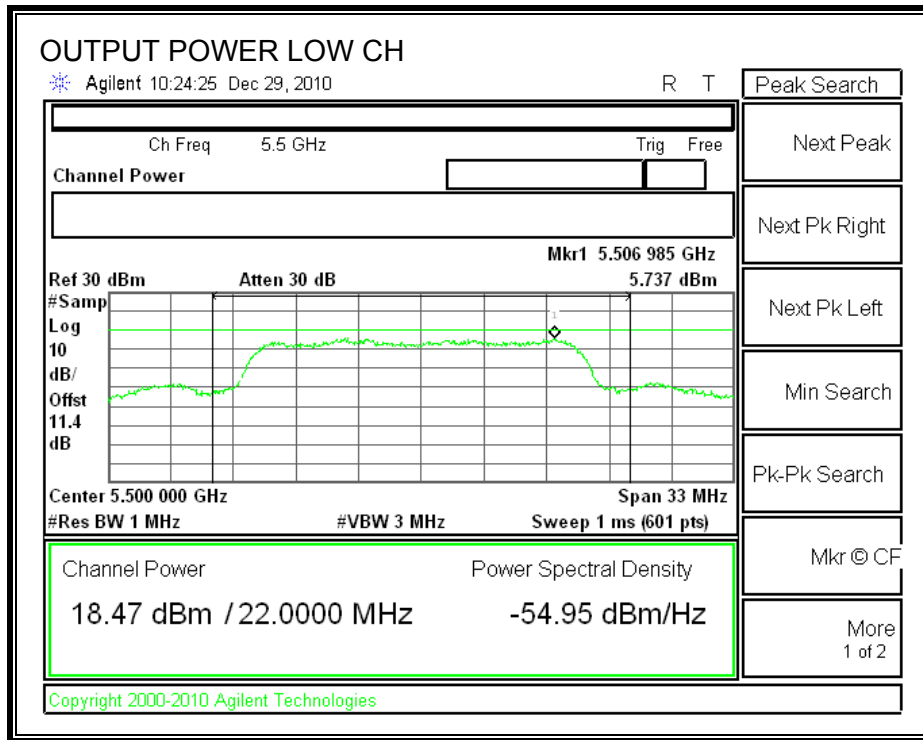 OUTPUT POWER LOW CH
Agilent 10:24:25 Dec 29, 2010 R T
Peak Search
Ch Freq 5.5 GHz Trig Free
Channel Power
Next Peak
Next Pk Right
Mkr1 5.506 985 GHz
Ref 30 dBm Atten 30 dB 5.737 dBm
#Samp
Log
10
dB/
Offst
11.4
dB
1
Next Pk Left
Min Search
Pk-Pk Search
Center 5.500 000 GHz Span 33 MHz
#Res BW 1 MHz #VBW 3 MHz Sweep 1 ms (601 pts)
Channel Power Power Spectral Density
18.47 dBm / 22.0000 MHz -54.95 dBm/Hz
Mkr © CF
More
1 of 2
Copyright 2000-2010 Agilent Technologies